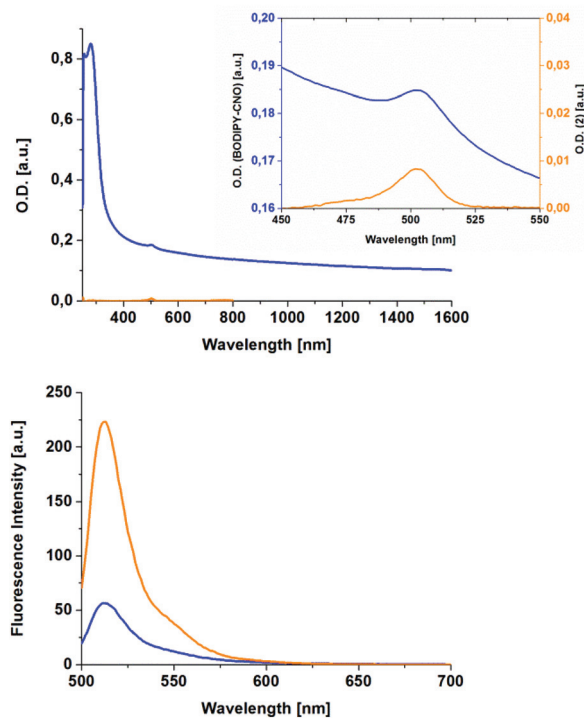 0,8
0,6
0,4
0,2
0,0
O.D. [a.u.]
400 600 800 1000 1200 1400 1600
Wavelength [nm]
0,20
0,19
0,18
0,17
0,16
O.D. (BODIPY-CNO) [a.u.]
0,04
0,03
0,02
0,01
0,00
O.D. (2) [a.u.]
450 475 500 525 550
Wavelength [nm]
250
200
150
100
50
0
Fluorescence Intensity [a.u.]
500 550 600 650 700
Wavelength [nm]